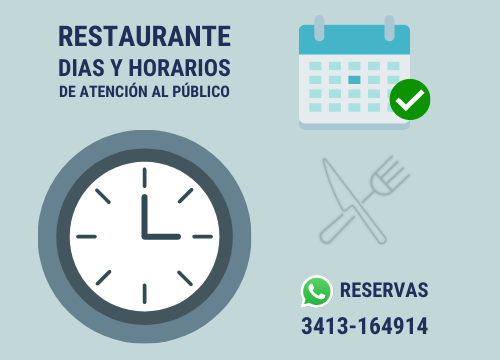 RESTAURANTE
DIAS Y HORARIOS
DE ATENCIÓN AL PÚBLICO
RESERVAS
3413-164914